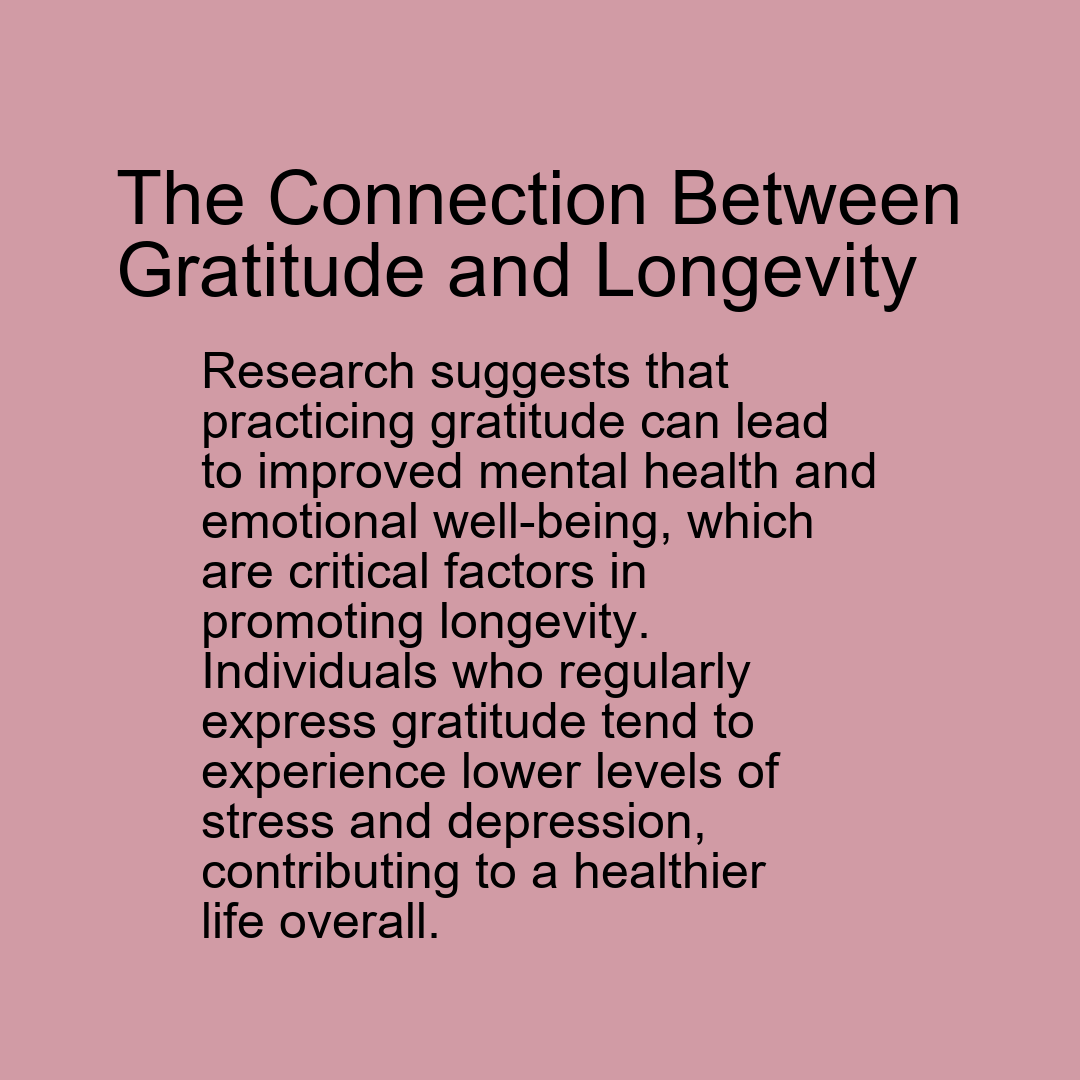 The Connection Between
Gratitude and Longevity
Research suggests that
practicing gratitude can lead
to improved mental health and
emotional well-being, which
are critical factors in
promoting longevity.
Individuals who regularly
express gratitude tend to
experience lower levels of
stress and depression,
contributing to a healthier
life overall.